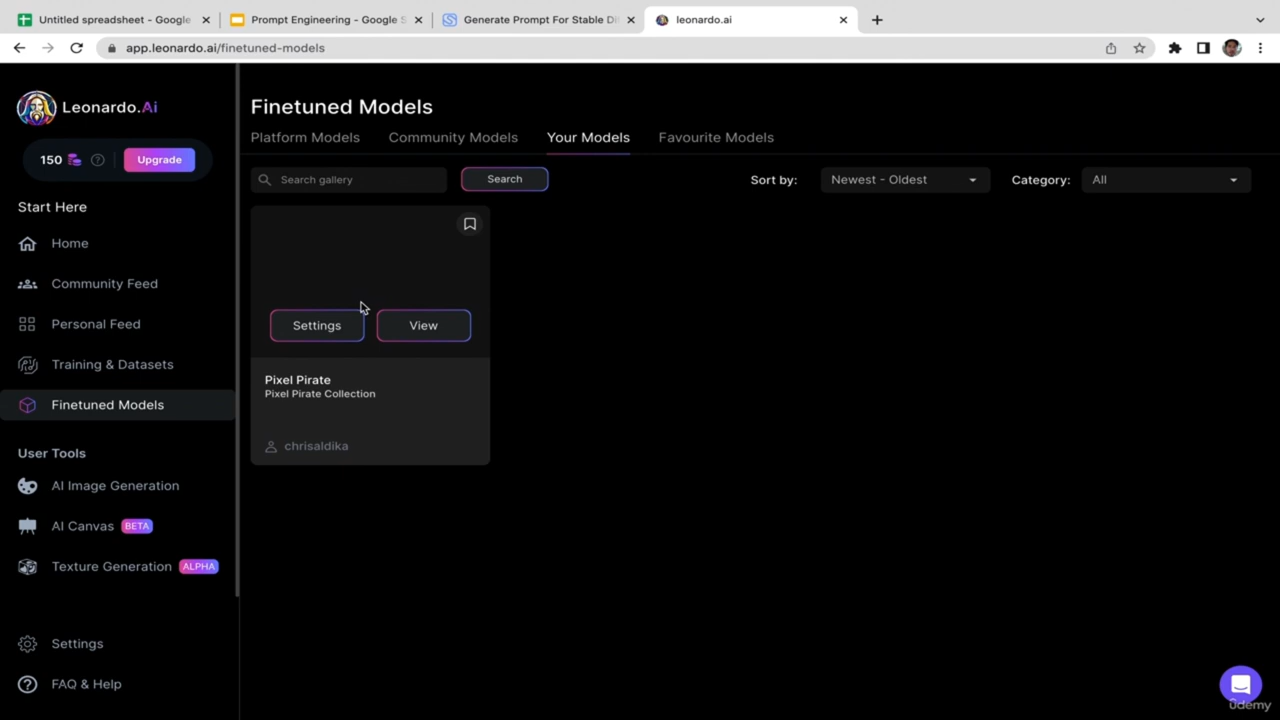 Untitled spreadsheet - Google
Prompt Engineering - Google S
Generate Prompt For Stable Di
leonardo.ai
app.leonardo.ai/finetuned-models
Leonardo.Ai
150
Upgrade
Start Here
Home
Community Feed
Personal Feed
Training & Datasets
Finetuned Models
User Tools
AI Image Generation
AI Canvas BETA
Texture Generation ALPHA
Settings
FAQ & Help
Finetuned Models
Platform Models Community Models Your Models Favourite Models
Search gallery Search Sort by: Newest - Oldest Category: All
Settings View
Pixel Pirate
Pixel Pirate Collection
chrisaldika
ûdemy